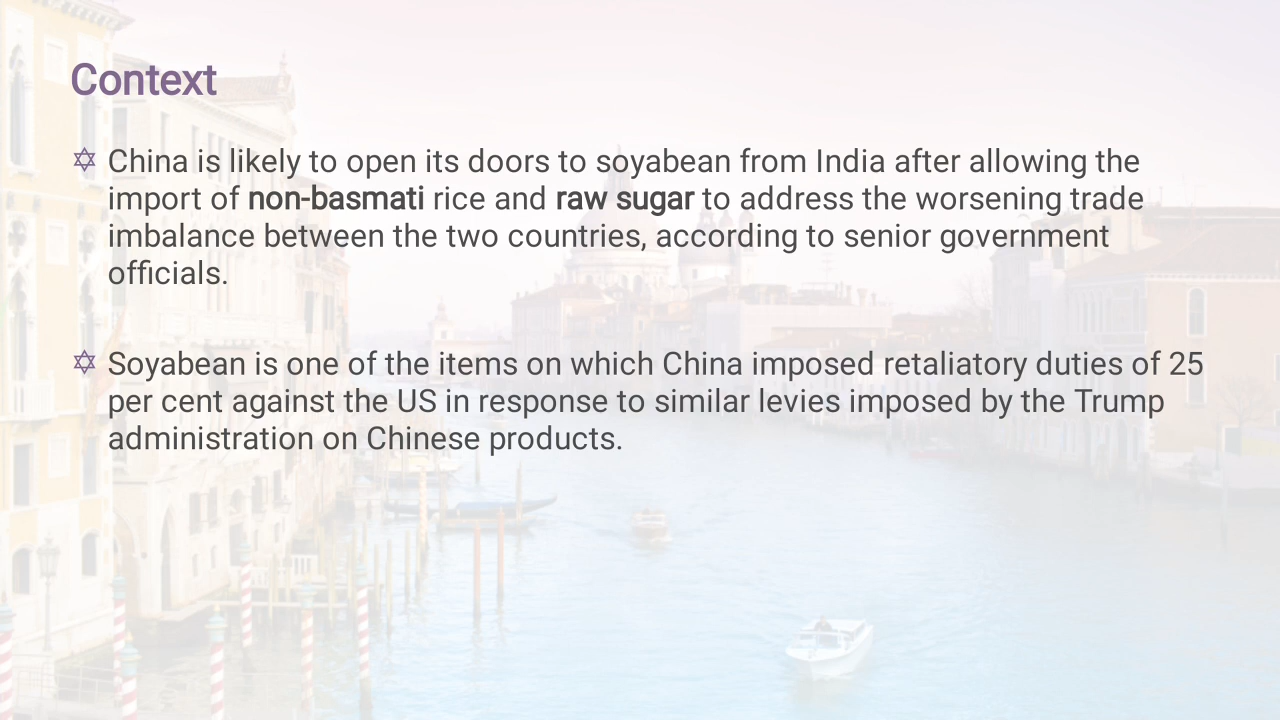 Context
✡ China is likely to open its doors to soyabean from India after allowing the
import of non-basmati rice and raw sugar to address the worsening trade
imbalance between the two countries, according to senior government
officials.
✡ Soyabean is one of the items on which China imposed retaliatory duties of 25
per cent against the US in response to similar levies imposed by the Trump
administration on Chinese products.